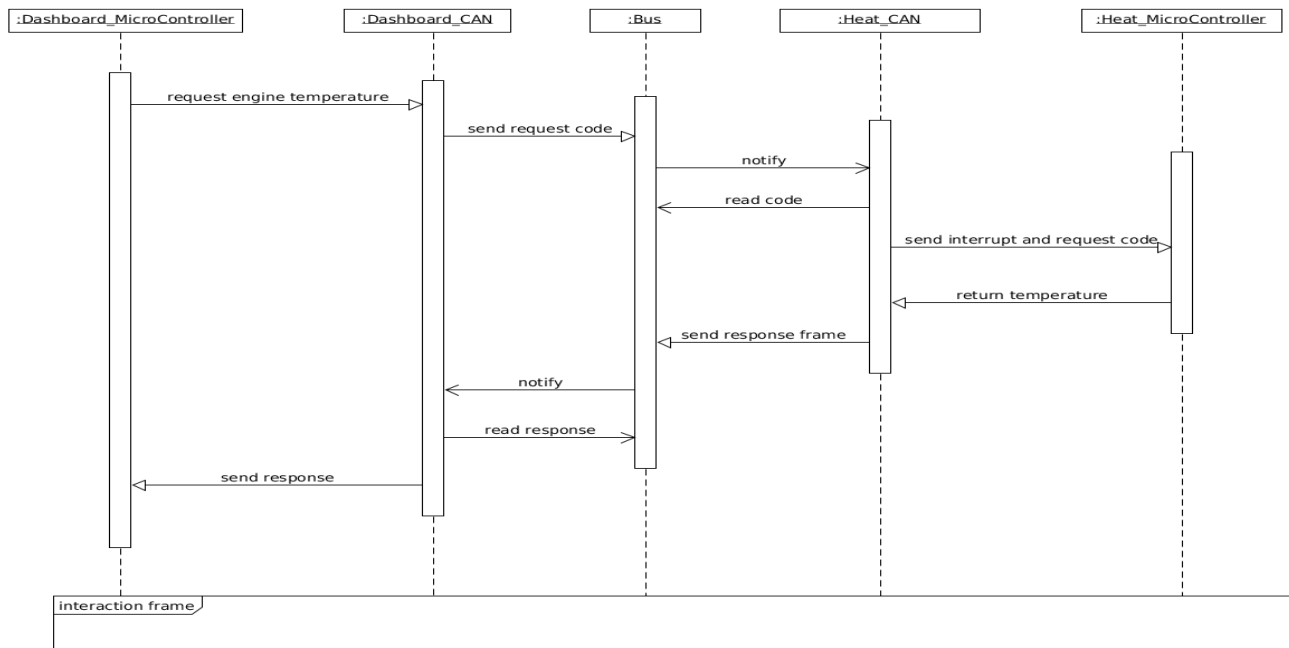 :Dashboard_MicroController
:Dashboard_CAN
:Bus
:Heat_CAN
:Heat_MicroController
request engine temperature
send request code
notify
read code
send interrupt and request code
return temperature
send response frame
notify
read response
send response
interaction frame